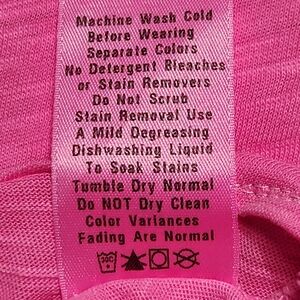 Machine Wash Cold
Before Wearing
Separate Colors
No Detergent Bleaches
or Stain Removers
Do Not Scrub
Stain Removal Use
A Mild Degreasing
Dishwashing Liquid
To Soak Stains
Tumble Dry Normal
Do NOT Dry Clean
Color Variances
Fading Are Normal